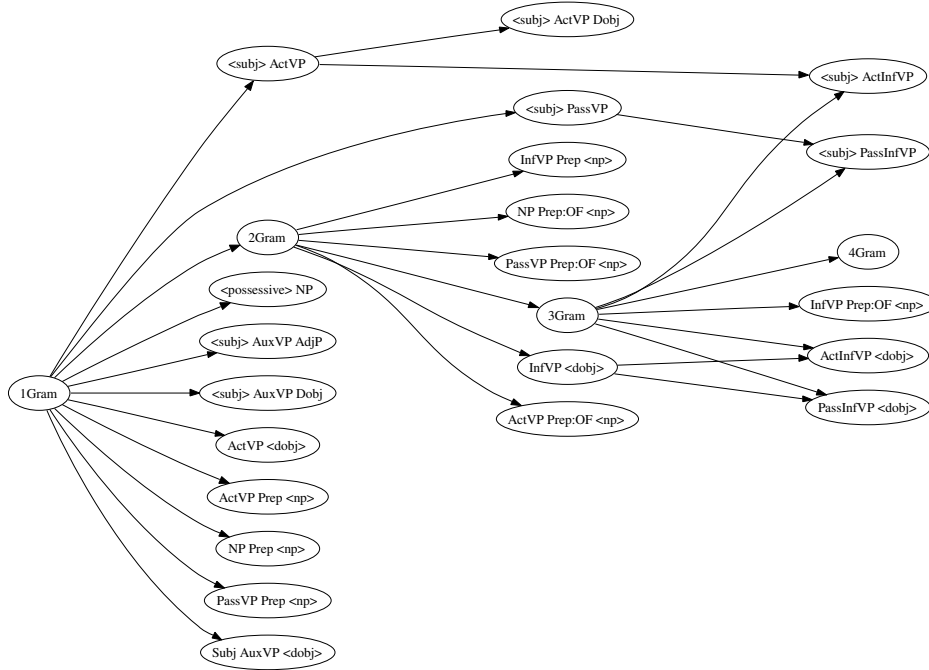 <subj> ActVP Dobj
<subj> ActVP
<subj> ActInfVP
<subj> PassVP
<subj> PassInfVP
InfVP Prep <np>
NP Prep:OF <np>
2Gram
4Gram
PassVP Prep:OF <np>
<possessive> NP
InfVP Prep:OF <np>
3Gram
<subj> AuxVP AdjP
ActInfVP <dobj>
InfVP <dobj>
1Gram
<subj> AuxVP Dobj
PassInfVP <dobj>
ActVP Prep:OF <np>
ActVP <dobj>
ActVP Prep <np>
NP Prep <np>
PassVP Prep <np>
Subj AuxVP <dobj>